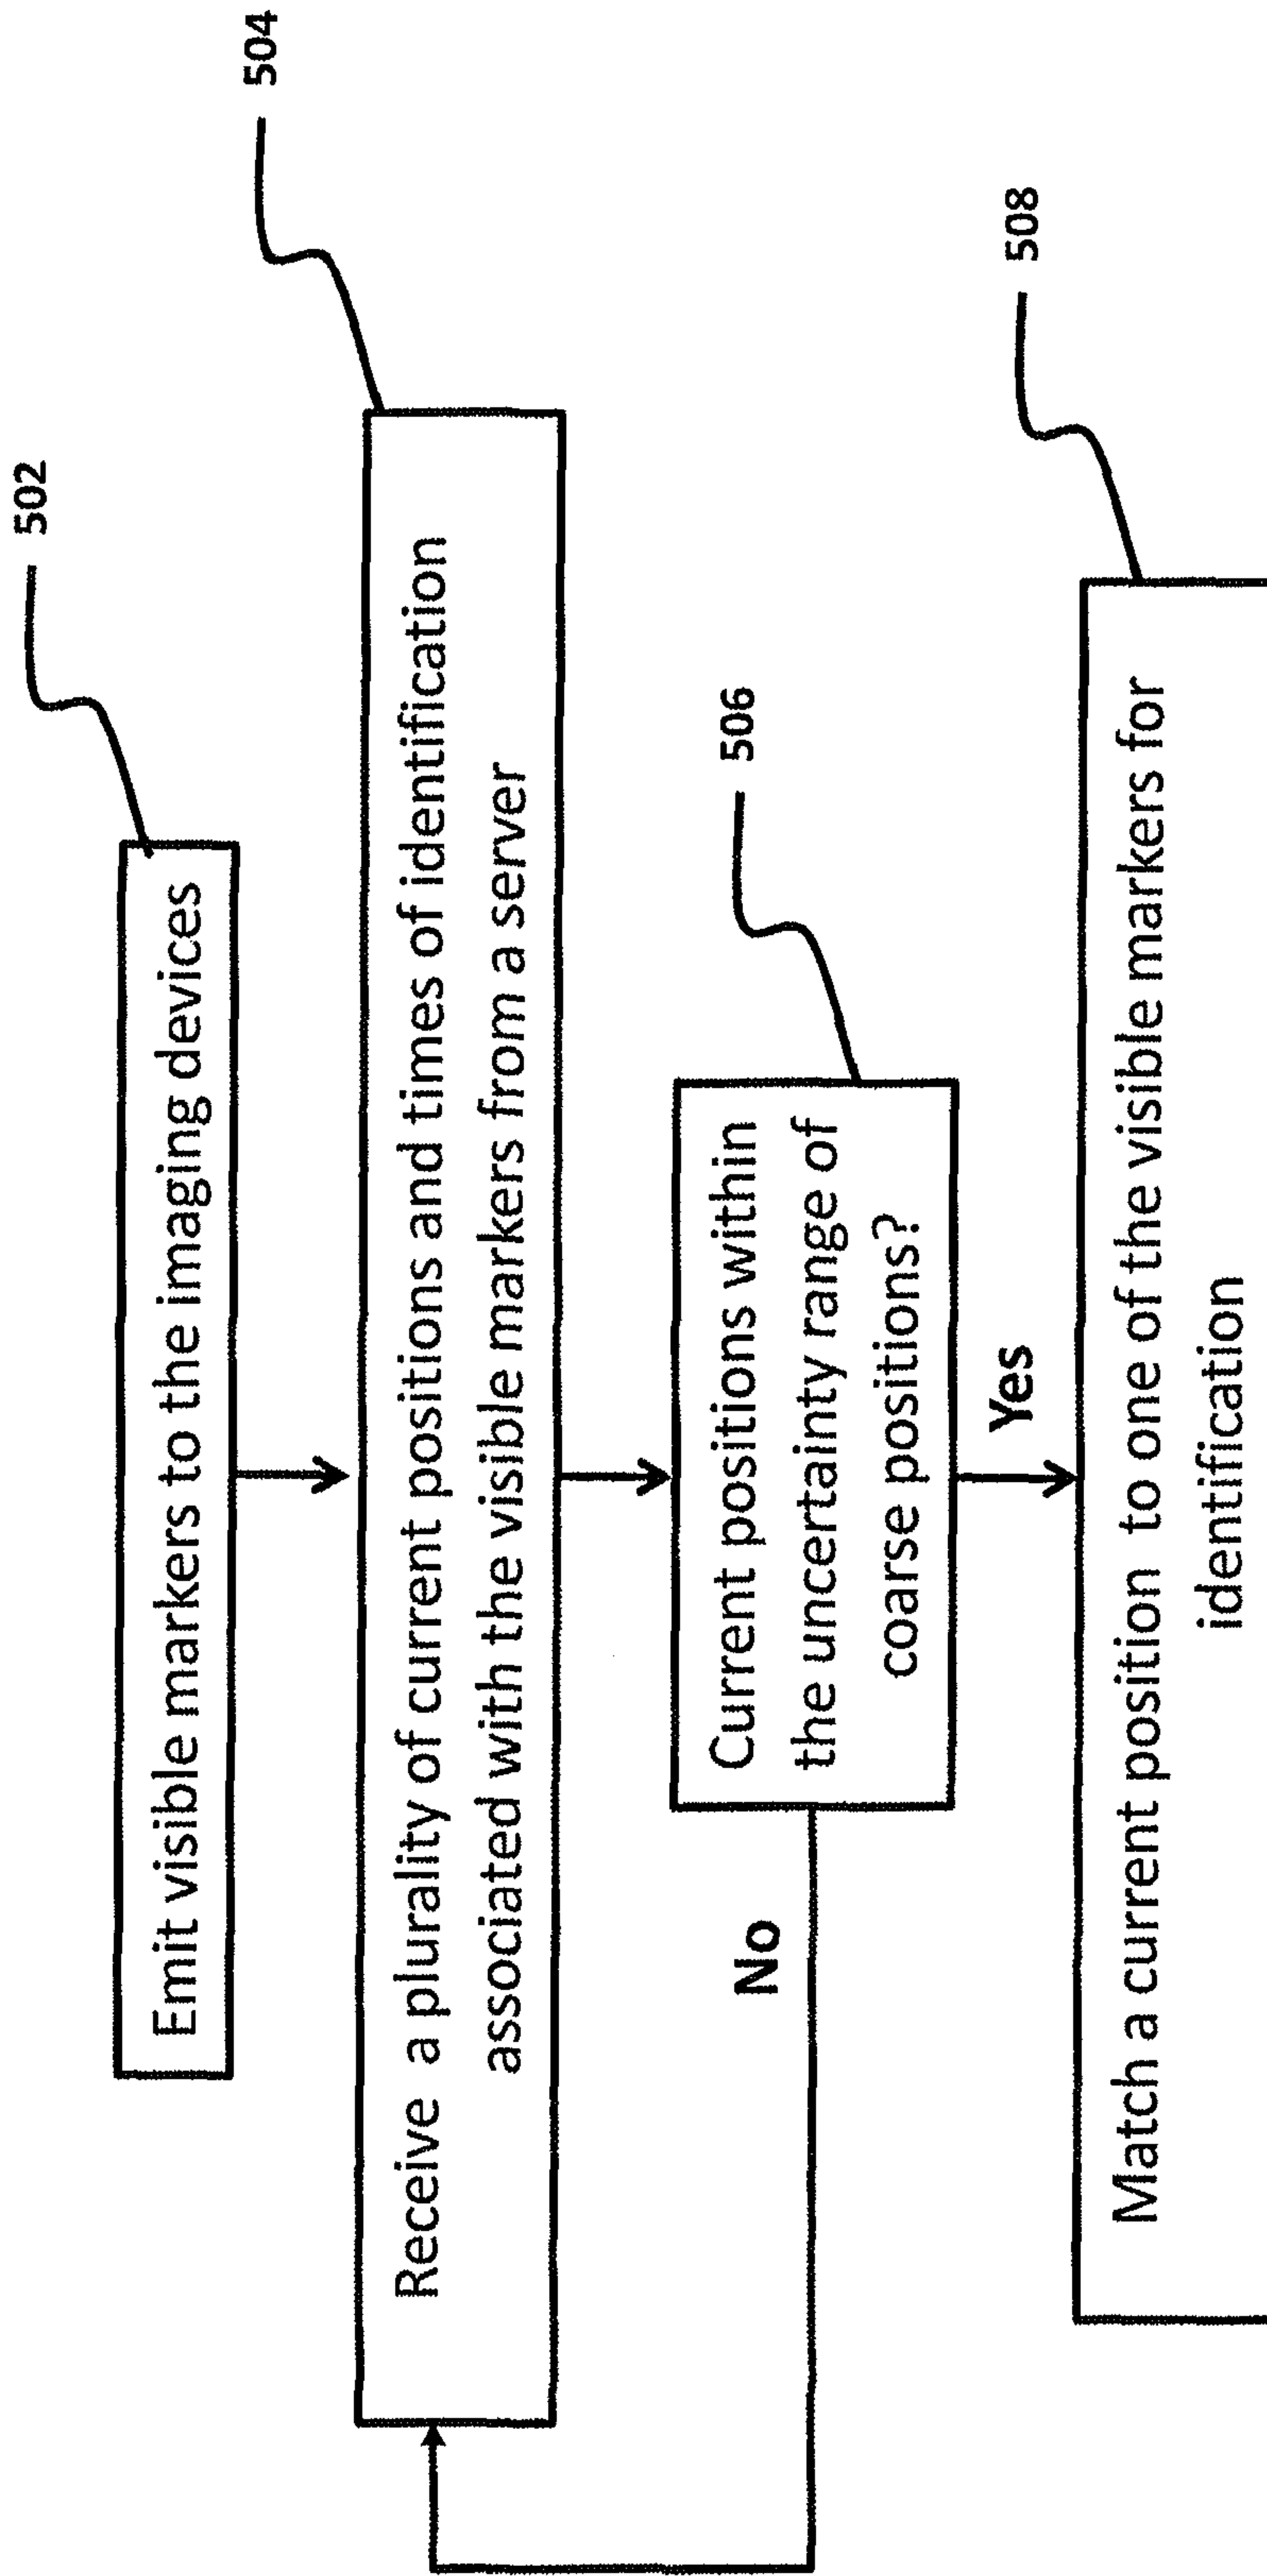 502
Emit visible markers to the imaging devices
504
Receive a plurality of current positions and times of identification
associated with the visible markers from a server
506
Current positions within
the uncertainty range of
coarse positions?
No
Yes
508
Match a current position to one of the visible markers for
identification